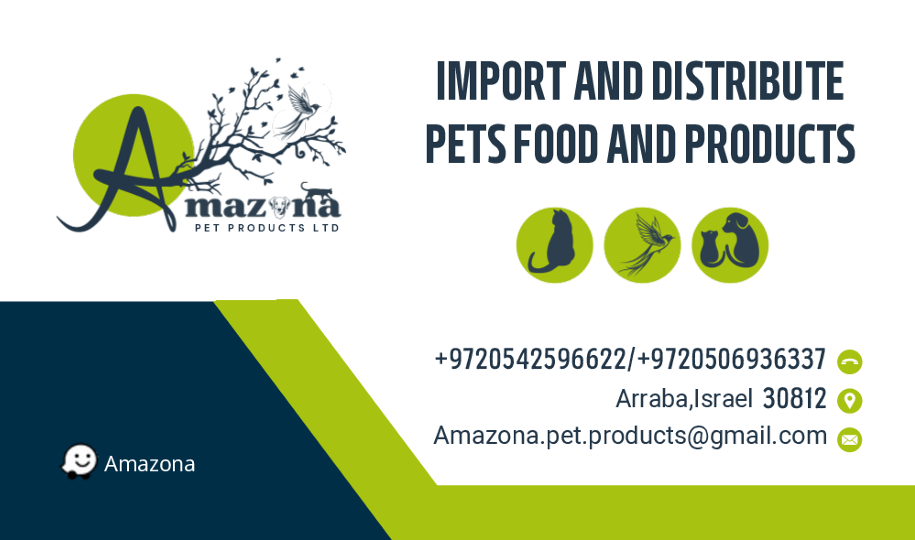 Amazona
PET PRODUCTS LTD
IMPORT AND DISTRIBUTE
PETS FOOD AND PRODUCTS
+9720542596622/+9720506936337
Arraba,Israel 30812
Amazona.pet.products@gmail.com
Amazona